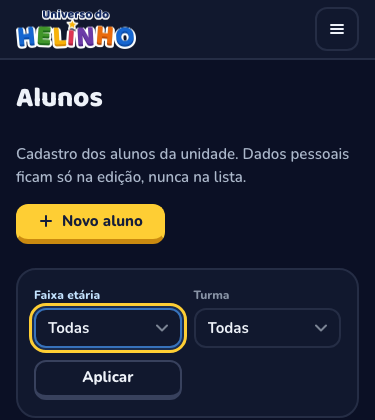 Universo do
HELINHO
Alunos
Cadastro dos alunos da unidade. Dados pessoais
ficam só na edição, nunca na lista.
+ Novo aluno
Faixa etária Turma
Todas Todas
Aplicar